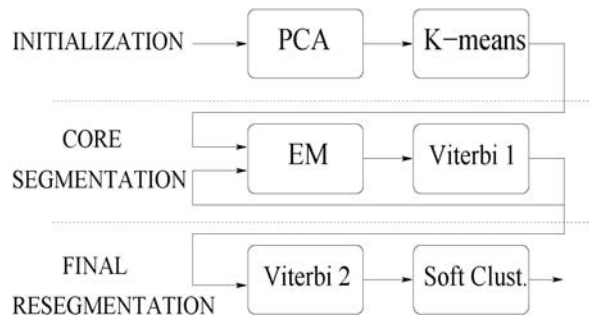 INITIALIZATION
PCA
K-means
CORE
SEGMENTATION
EM
Viterbi 1
FINAL
RESEGMENTATION
Viterbi 2
Soft Clust.